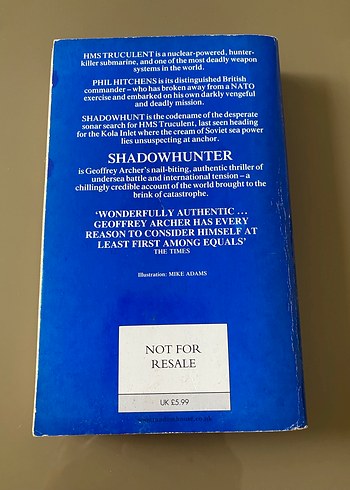 HMS TRUCULENT is a nuclear-powered, hunter-
killer submarine, and one of the most deadly weapon
systems in the world.
PHIL HITCHENS is its distinguished British
commander – who has broken away from a NATO
exercise and embarked on his own darkly vengeful
and deadly mission.
SHADOWHUNT is the codename of the desperate
sonar search for HMS Truculent, last seen heading
for the Kola Inlet where the cream of Soviet sea power
lies unsuspecting at anchor.
SHADOWHUNTER
is Geoffrey Archer's nail-biting, authentic thriller of
undersea battle and international tension – a
chillingly credible account of the world brought to the
brink of catastrophe.
'WONDERFULLY AUTHENTIC ...
GEOFFREY ARCHER HAS EVERY
REASON TO CONSIDER HIMSELF AT
LEAST FIRST AMONG EQUALS'
THE TIMES
Illustration: MIKE ADAMS
NOT FOR
RESALE
UK £5.99